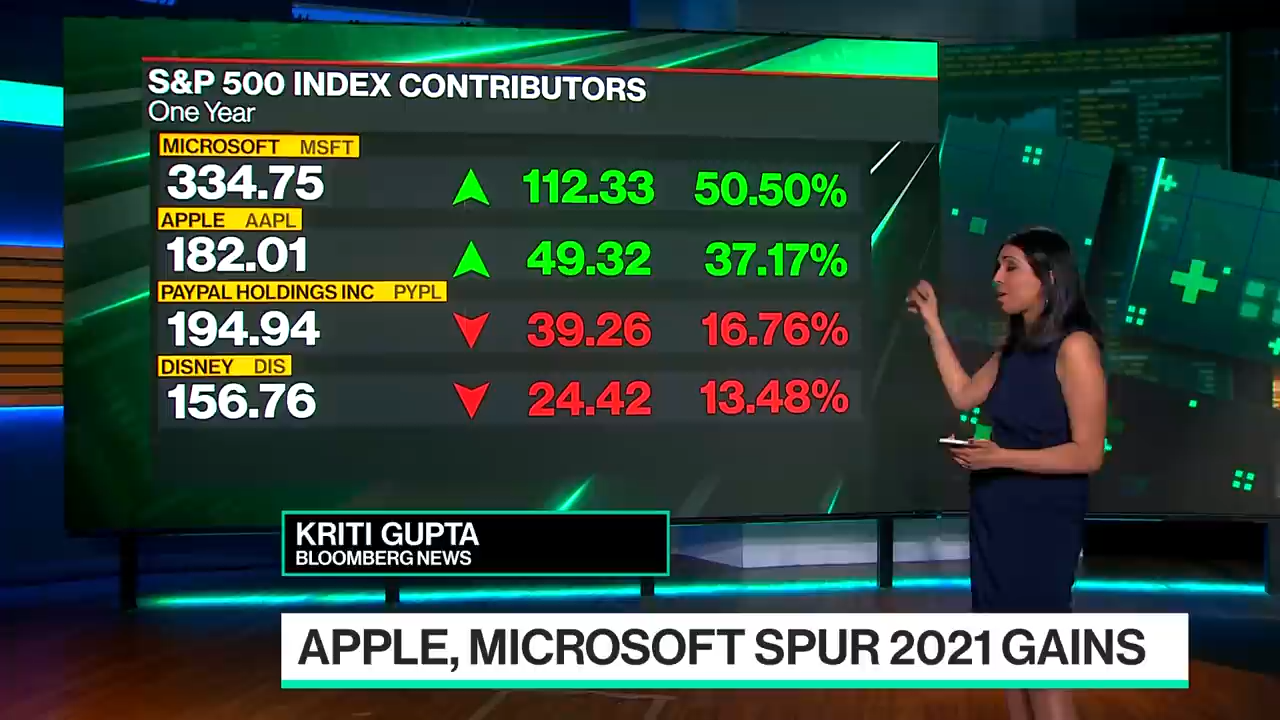 S&P 500 INDEX CONTRIBUTORS
One Year
MICROSOFT MSFT
334.75 112.33 50.50%
APPLE AAPL
182.01 49.32 37.17%
PAYPAL HOLDINGS INC PYPL
194.94 39.26 16.76%
DISNEY DIS
156.76 24.42 13.48%
KRITI GUPTA
BLOOMBERG NEWS
APPLE, MICROSOFT SPUR 2021 GAINS